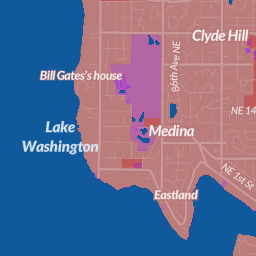 Clyde Hill
86th Ave NE
Bill Gates's house
NE 14
Lake
Washington
Medina
NE 1st St
Eastland